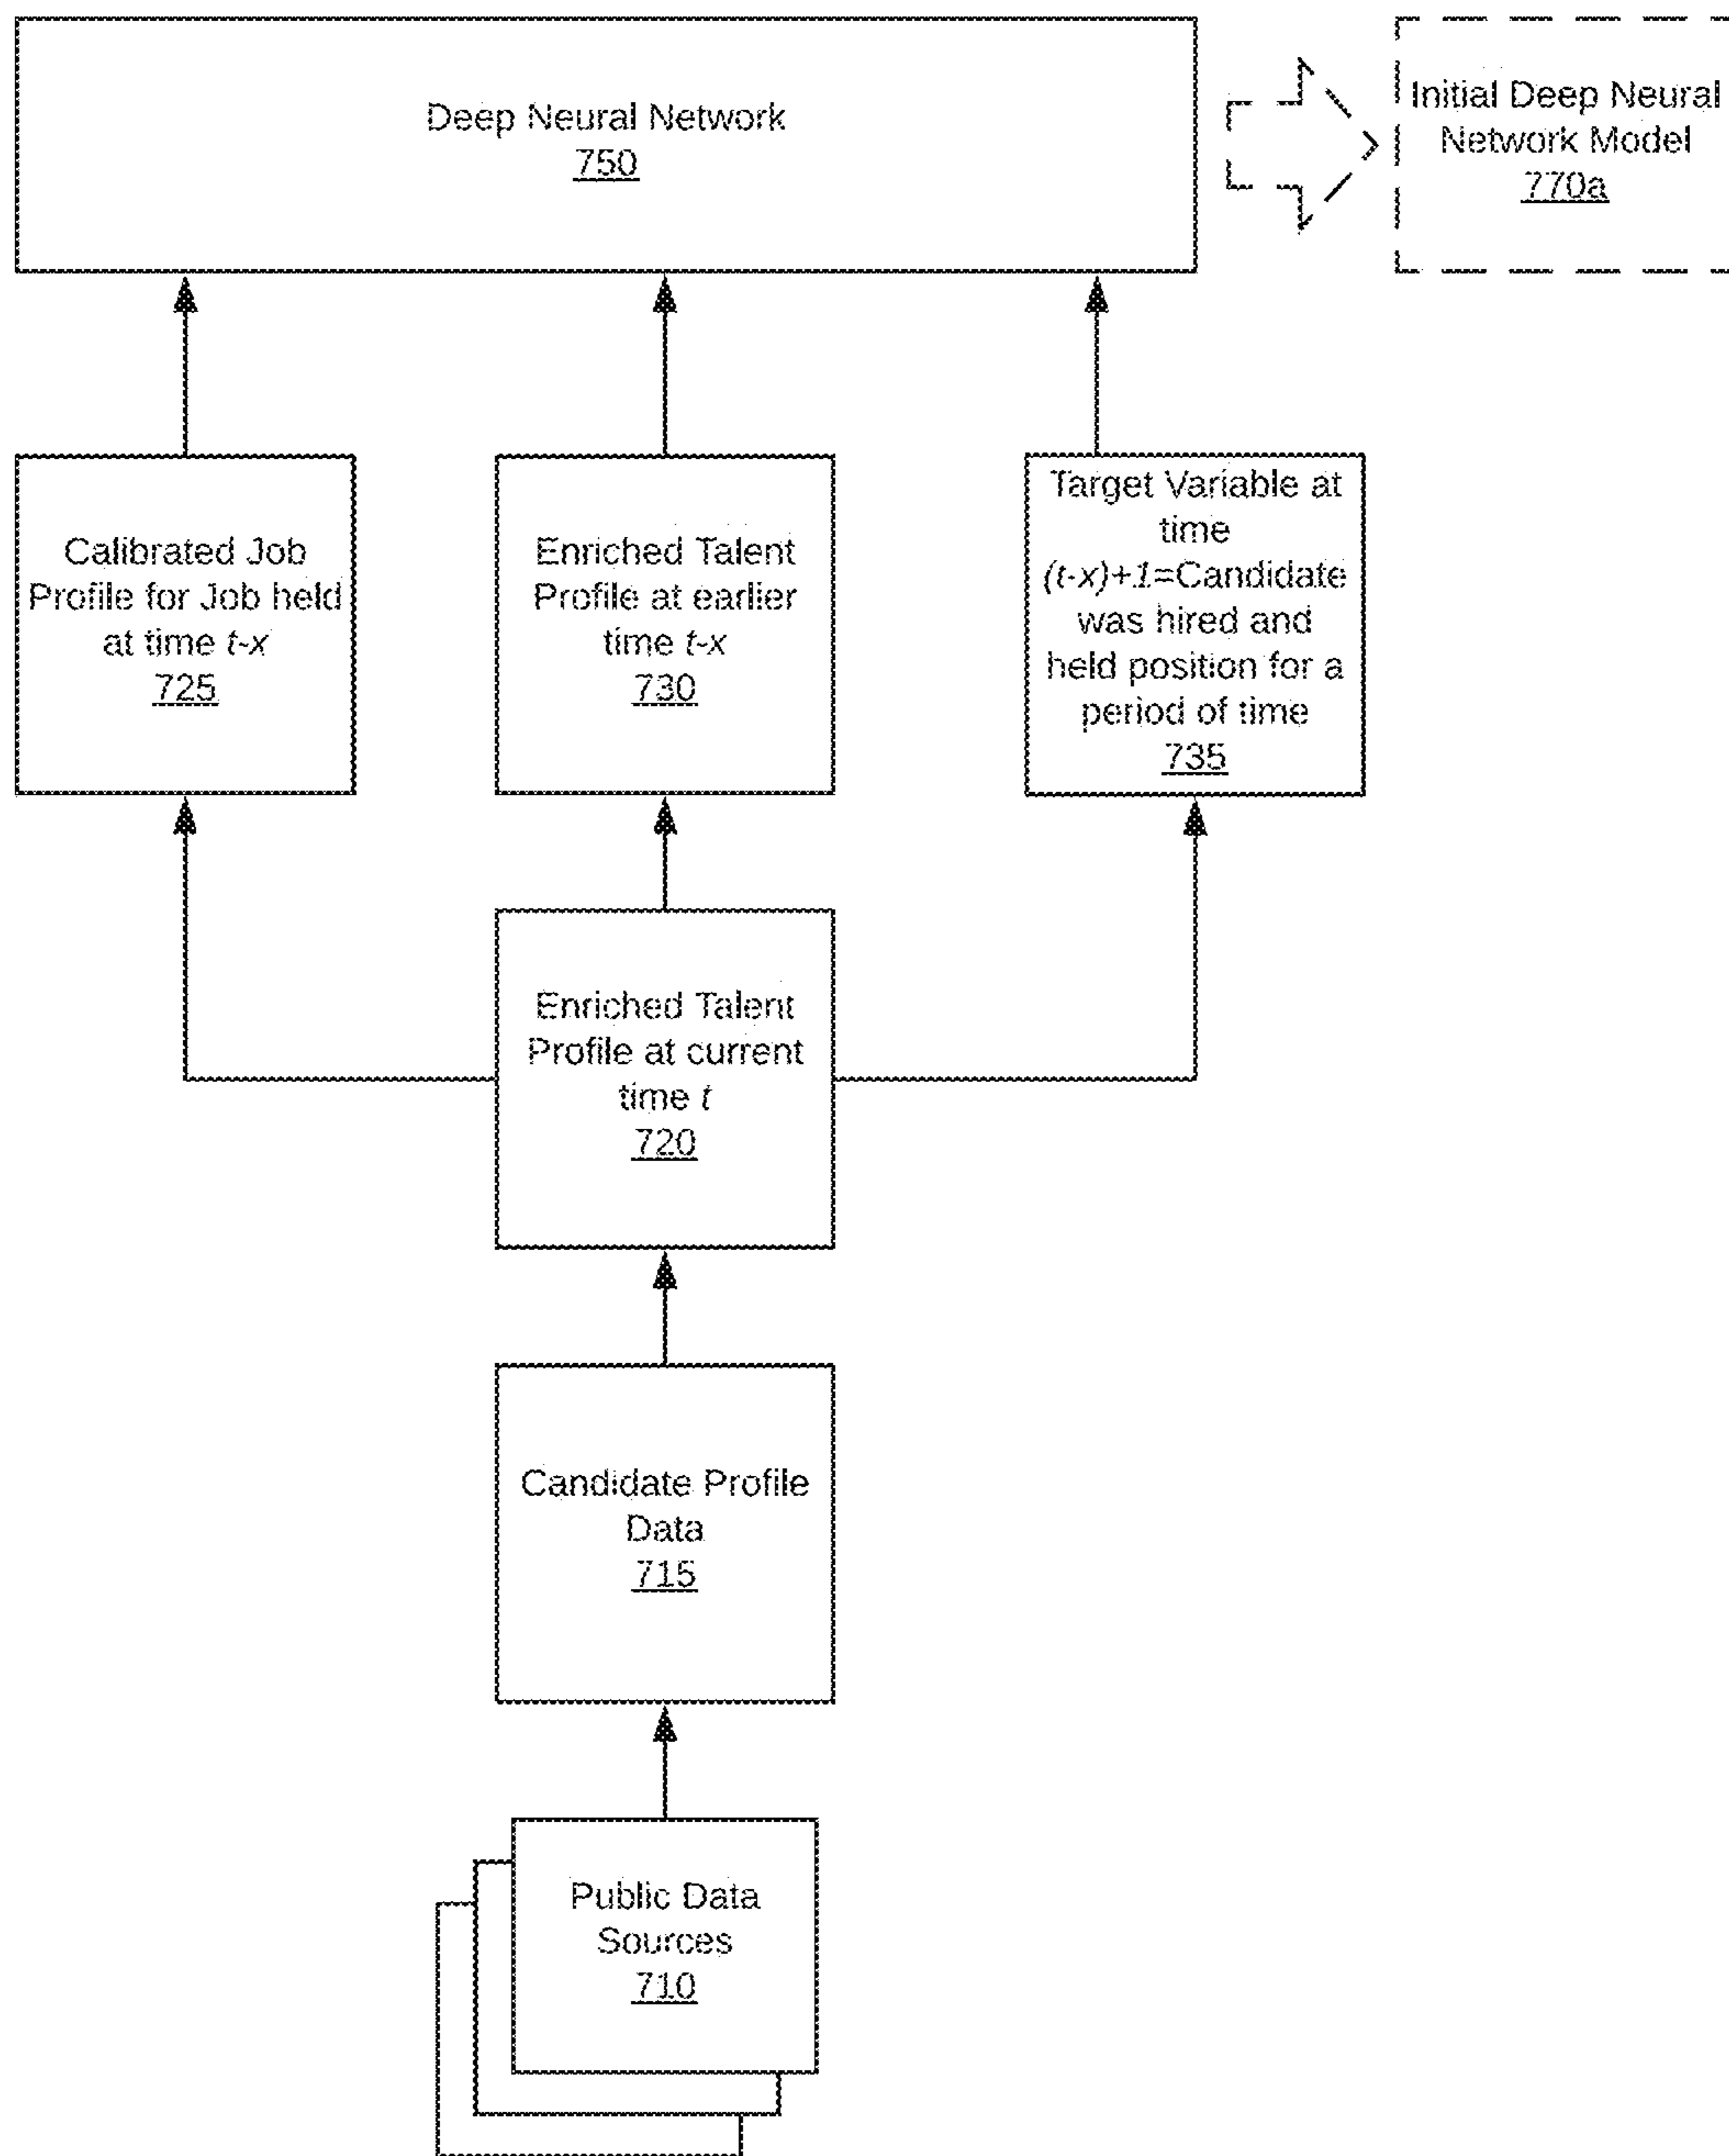 Deep Neural Network
750
Initial Deep Neural
Network Model
770a
Calibrated Job
Profile for Job held
at time t-x
725
Enriched Talent
Profile at earlier
time t-x
730
Target Variable at
time
(t-x)+1=Candidate
was hired and
held position for a
period of time
735
Enriched Talent
Profile at current
time t
720
Candidate Profile
Data
715
Public Data
Sources
710